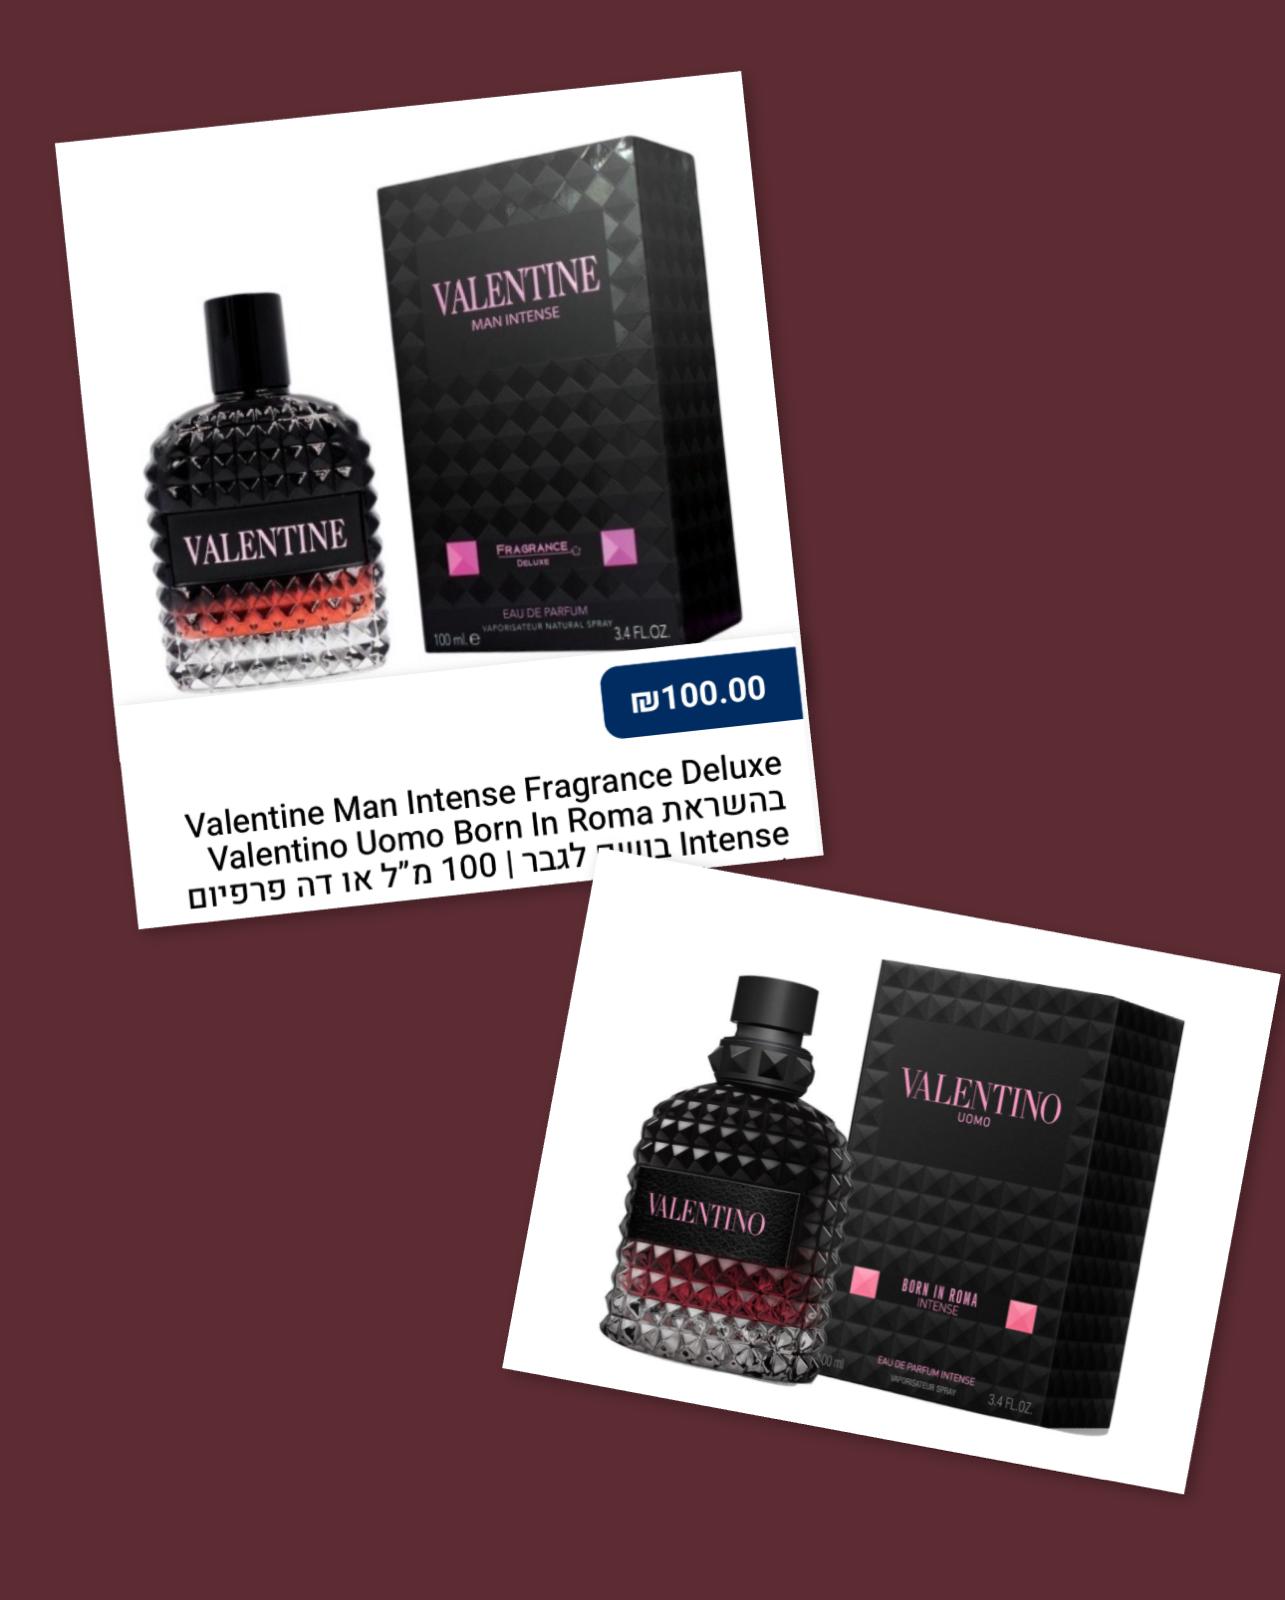 VALENTINE
MAN INTENSE
VALENTINE
FRAGRANCE
DELUXE
EAU DE PARFUM
VAPORISATEUR NATURAL SPRAY
100 ml. e
3.4 FL.OZ.
₪100.00
Valentine Man Intense Fragrance Deluxe
בהשראת Valentino Uomo Born In Roma
Intense לגבר | 100 מ״ל או דה פרפיום
VALENTINO
UOMO
VALENTINO
BORN IN ROMA
INTENSE
ml
EAU DE PARFUM INTENSE
VAPORISATEUR SPRAY
3.4 FL.OZ.